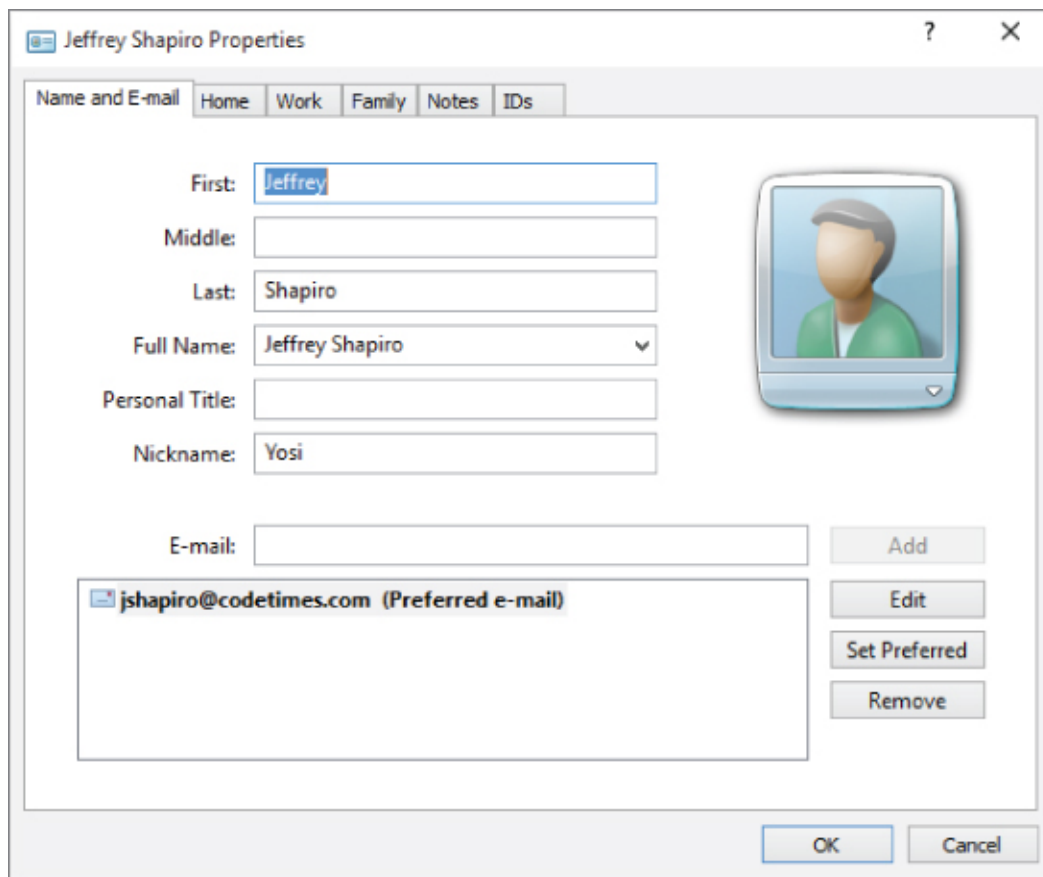 Jeffrey Shapiro Properties ?
Name and E-mail Home Work Family Notes IDs
First: Jeffrey
Middle:
Last: Shapiro
Full Name: Jeffrey Shapiro
Personal Title:
Nickname: Yosi
E-mail: Add
jshapiro@codetimes.com (Preferred e-mail) Edit
Set Preferred
Remove
OK Cancel